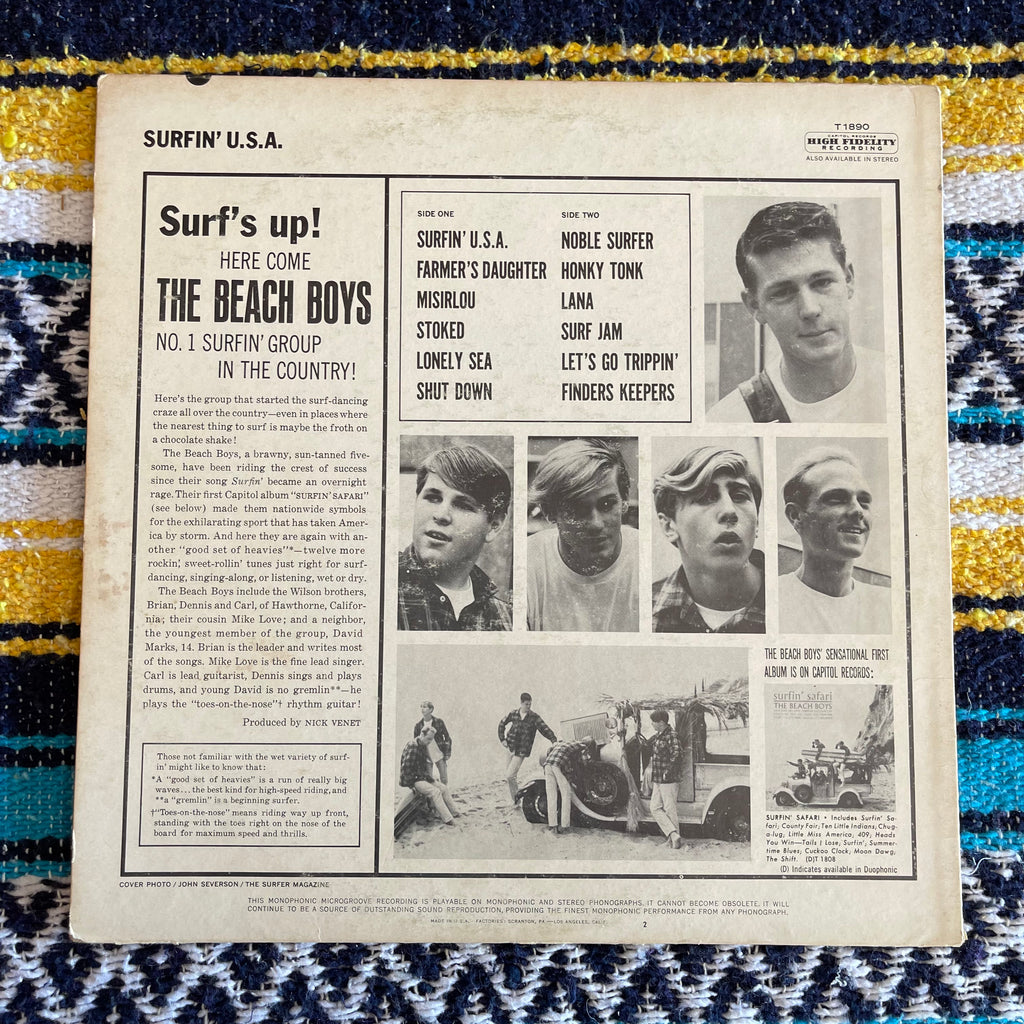 SURFIN' U.S.A.
T 1890
CAPITOL RECORDS
HIGH FIDELITY
RECORDING
ALSO AVAILABLE IN STEREO
Surf's up!
HERE COME
THE BEACH BOYS
NO. 1 SURFIN' GROUP
IN THE COUNTRY!
Here's the group that started the surf-dancing
craze all over the country—even in places where
the nearest thing to surf is maybe the froth on
a chocolate shake!
The Beach Boys, a brawny, sun-tanned five-
some, have been riding the crest of success
since their song Surfin' became an overnight
rage. Their first Capitol album "SURFIN' SAFARI"
(see below) made them nationwide symbols
for the exhilarating sport that has taken Amer-
ica by storm. And here they are again with an-
other "good set of heavies"*—twelve more
rockin', sweet-rollin' tunes just right for surf-
dancing, singing-along, or listening, wet or dry.
The Beach Boys include the Wilson brothers,
Brian, Dennis and Carl, of Hawthorne, Califor-
nia; their cousin Mike Love; and a neighbor,
the youngest member of the group, David
Marks, 14. Brian is the leader and writes most
of the songs. Mike Love is the fine lead singer.
Carl is lead guitarist, Dennis sings and plays
drums, and young David is no gremlin**—he
plays the "toes-on-the-nose"† rhythm guitar!
Produced by NICK VENET
Those not familiar with the wet variety of surf-
in' might like to know that:
*A "good set of heavies" is a run of really big
waves...the best kind for high-speed riding, and
**a "gremlin" is a beginning surfer.
†"Toes-on-the-nose" means riding way up front,
standing with the toes right on the nose of the
board for maximum speed and thrills.
SIDE ONE
SURFIN' U.S.A.
FARMER'S DAUGHTER
MISIRLOU
STOKED
LONELY SEA
SHUT DOWN
SIDE TWO
NOBLE SURFER
HONKY TONK
LANA
SURF JAM
LET'S GO TRIPPIN'
FINDERS KEEPERS
THE BEACH BOYS' SENSATIONAL FIRST
ALBUM IS ON CAPITOL RECORDS:
surfin' safari
THE BEACH BOYS
SURFIN' SAFARI • Includes Surfin' Sa-
fari; County Fair; Ten Little Indians; Chug-
a-lug; Little Miss America; 409; Heads
You Win—Tails I Lose; Surfin'; Summer-
time Blues; Cuckoo Clock; Moon Dawg,
The Shift. (D)T 1808
(D) Indicates available in Duophonic
COVER PHOTO / JOHN SEVERSON / THE SURFER MAGAZINE
THIS MONOPHONIC MICROGROOVE RECORDING IS PLAYABLE ON MONOPHONIC AND STEREO PHONOGRAPHS. IT CANNOT BECOME OBSOLETE. IT WILL
CONTINUE TO BE A SOURCE OF OUTSTANDING SOUND REPRODUCTION, PROVIDING THE FINEST MONOPHONIC PERFORMANCE FROM ANY PHONOGRAPH.
MADE IN U.S.A. - FACTORIES: SCRANTON, PA.—LOS ANGELES, CALIF. 2